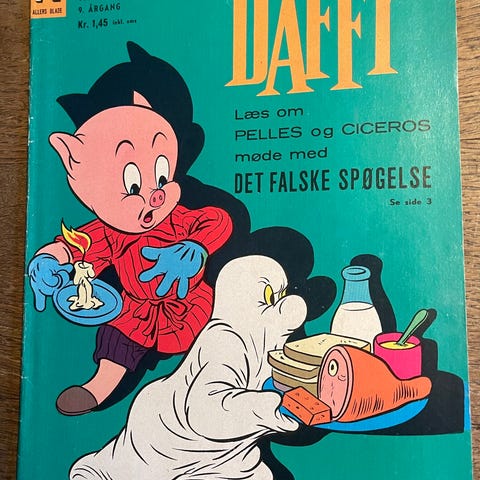 ALLERS BLADE
9. ÅRGANG
Kr. 1,45 inkl. oms
DAFFY
Læs om
PELLES og CICEROS
møde med
DET FALSKE SPØGELSE
Se side 3